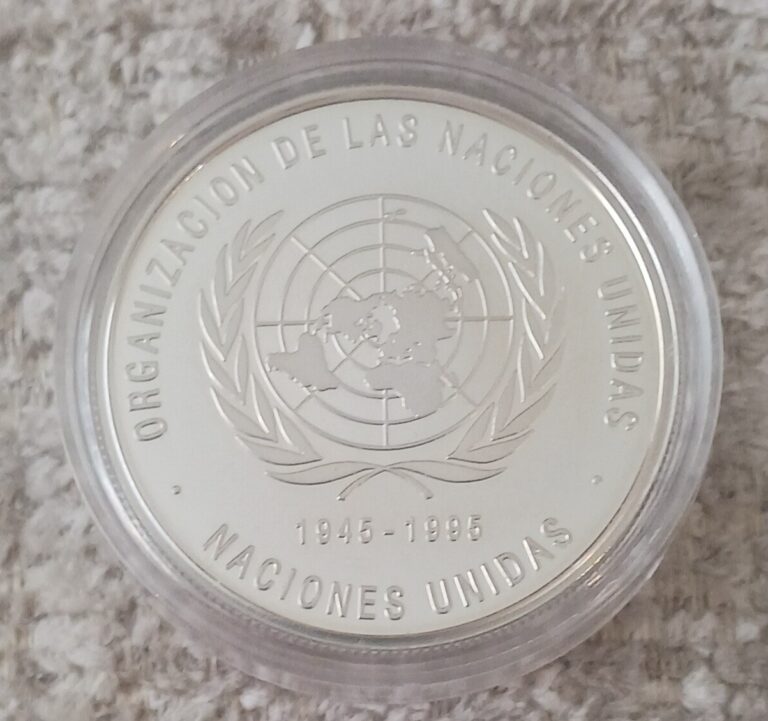 ORGANIZACION DE LAS NACIONES UNIDAS
1945-1995
NACIONES UNIDAS